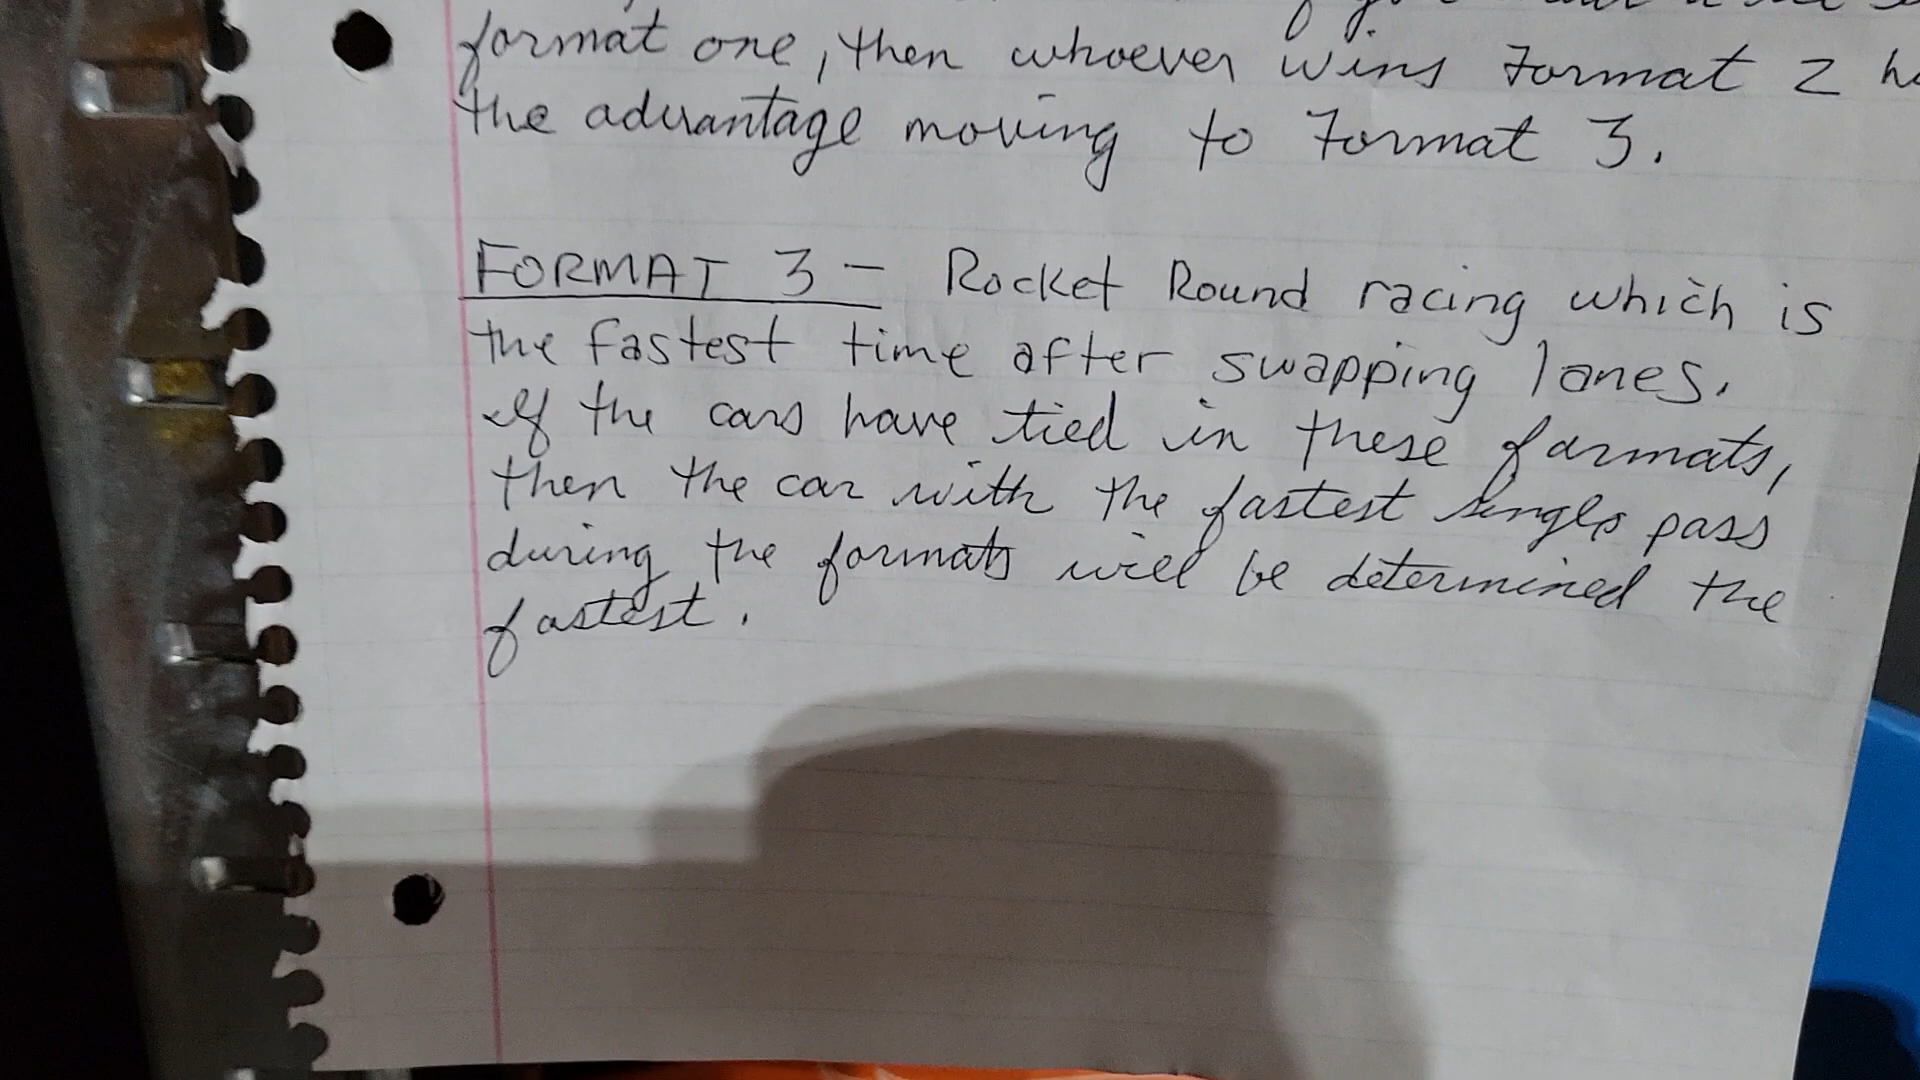 format one, then whoever wins Format 2
the advantage moving to Format 3.
FORMAT 3 - Rocket Round racing which is
the fastest time after swapping lanes.
If the cars have tied in these formats,
then the car with the fastest single pass
during the formats will be determined the
fastest.